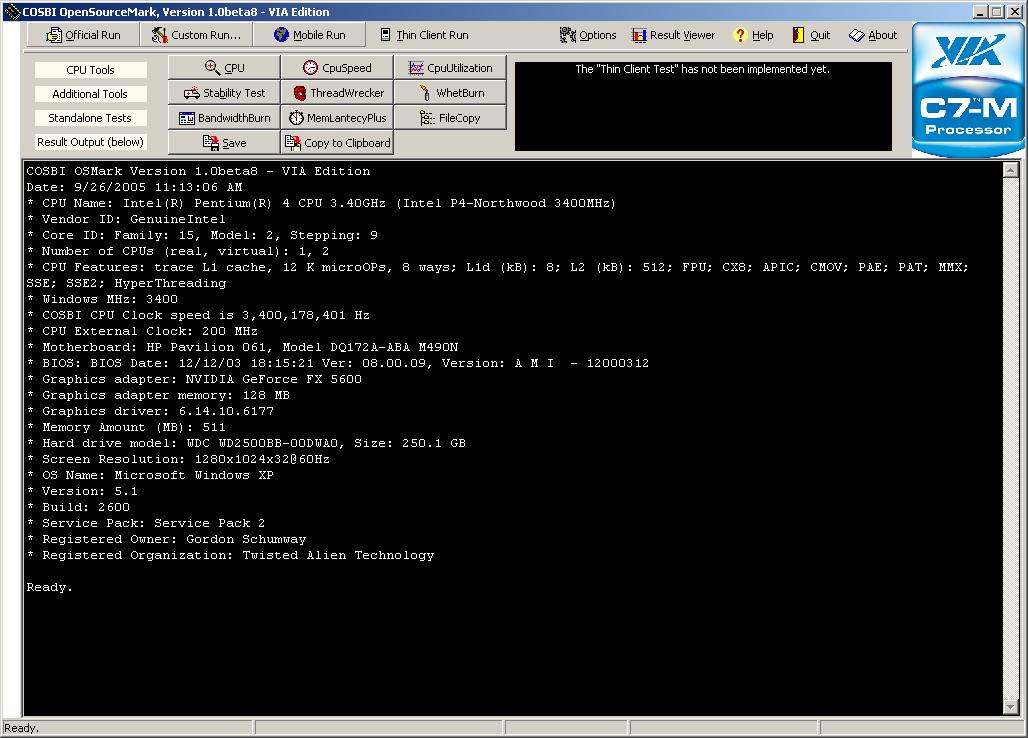 COSBI OpenSourceMark, Version 1.0beta8 - VIA Edition
Official Run Custom Run... Mobile Run Thin Client Run Options Result Viewer Help Quit About
CPU Tools CPU CpuSpeed CpuUtilization
Additional Tools Stability Test ThreadWrecker WhetBurn
Standalone Tests BandwidthBurn MemLantecyPlus FileCopy
Result Output (below) Save Copy to Clipboard
The "Thin Client Test" has not been implemented yet.
VIA
C7-M
Processor
COSBI OSMark Version 1.0beta8 - VIA Edition
Date: 9/26/2005 11:13:06 AM
* CPU Name: Intel(R) Pentium(R) 4 CPU 3.40GHz (Intel P4-Northwood 3400MHz)
* Vendor ID: GenuineIntel
* Core ID: Family: 15, Model: 2, Stepping: 9
* Number of CPUs (real, virtual): 1, 2
* CPU Features: trace L1 cache, 12 K microOPs, 8 ways; L1d (kB): 8; L2 (kB): 512; FPU; CX8; APIC; CMOV; PAE; PAT; MMX;
SSE; SSE2; HyperThreading
* Windows MHz: 3400
* COSBI CPU Clock speed is 3,400,178,401 Hz
* CPU External Clock: 200 MHz
* Motherboard: HP Pavilion 061, Model DQ172A-ABA M490N
* BIOS: BIOS Date: 12/12/03 18:15:21 Ver: 08.00.09, Version: A M I  - 12000312
* Graphics adapter: NVIDIA GeForce FX 5600
* Graphics adapter memory: 128 MB
* Graphics driver: 6.14.10.6177
* Memory Amount (MB): 511
* Hard drive model: WDC WD2500BB-00DWA0, Size: 250.1 GB
* Screen Resolution: 1280x1024x32@60Hz
* OS Name: Microsoft Windows XP
* Version: 5.1
* Build: 2600
* Service Pack: Service Pack 2
* Registered Owner: Gordon Schumway
* Registered Organization: Twisted Alien Technology
Ready.
Ready.